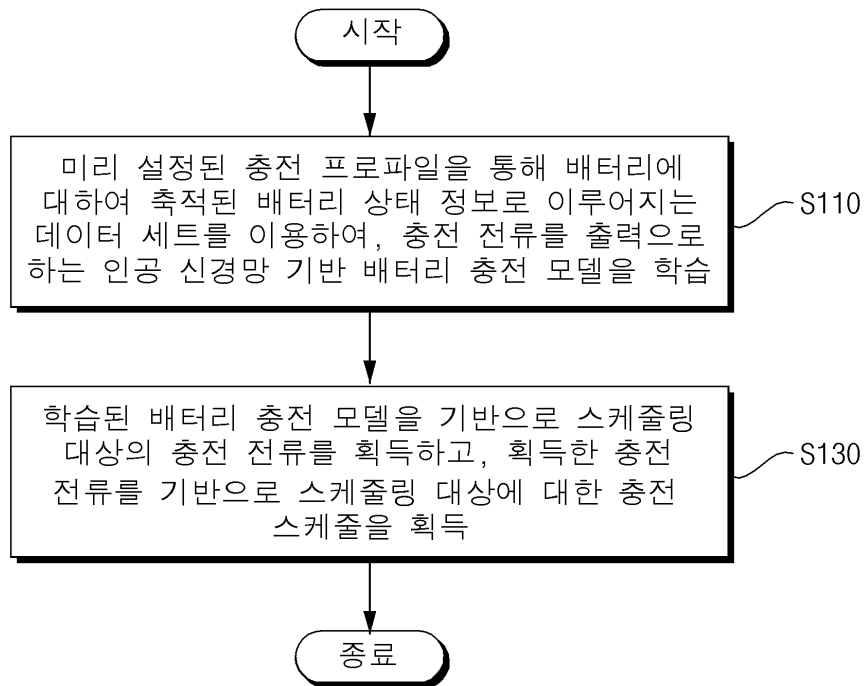 시작
미리 설정된 충전 프로파일을 통해 배터리에
대하여 축적된 배터리 상태 정보로 이루어지는
데이터 세트를 이용하여, 충전 전류를 출력으로
하는 인공 신경망 기반 배터리 충전 모델을 학습
S110
학습된 배터리 충전 모델을 기반으로 스케줄링
대상의 충전 전류를 획득하고, 획득한 충전
전류를 기반으로 스케줄링 대상에 대한 충전
스케줄을 획득
S130
종료